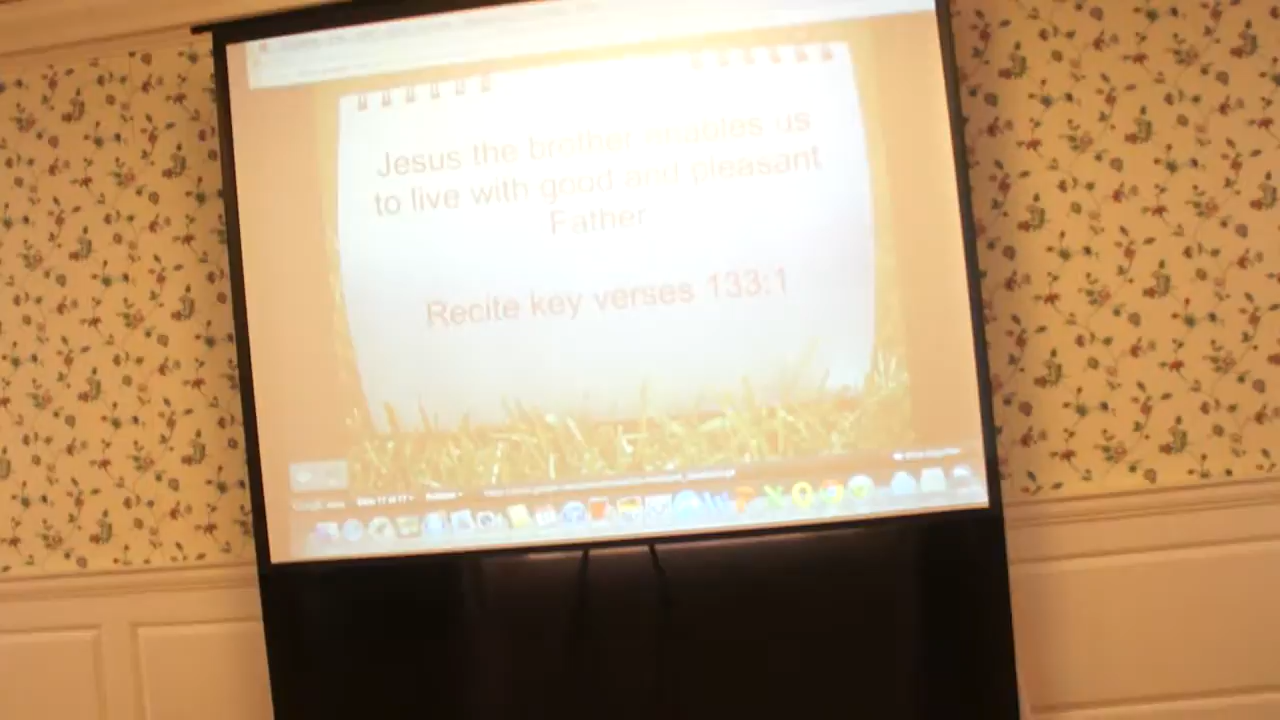 Jesus the brother enables us
to live with good and pleasant
Father
Recite key verses 133:1